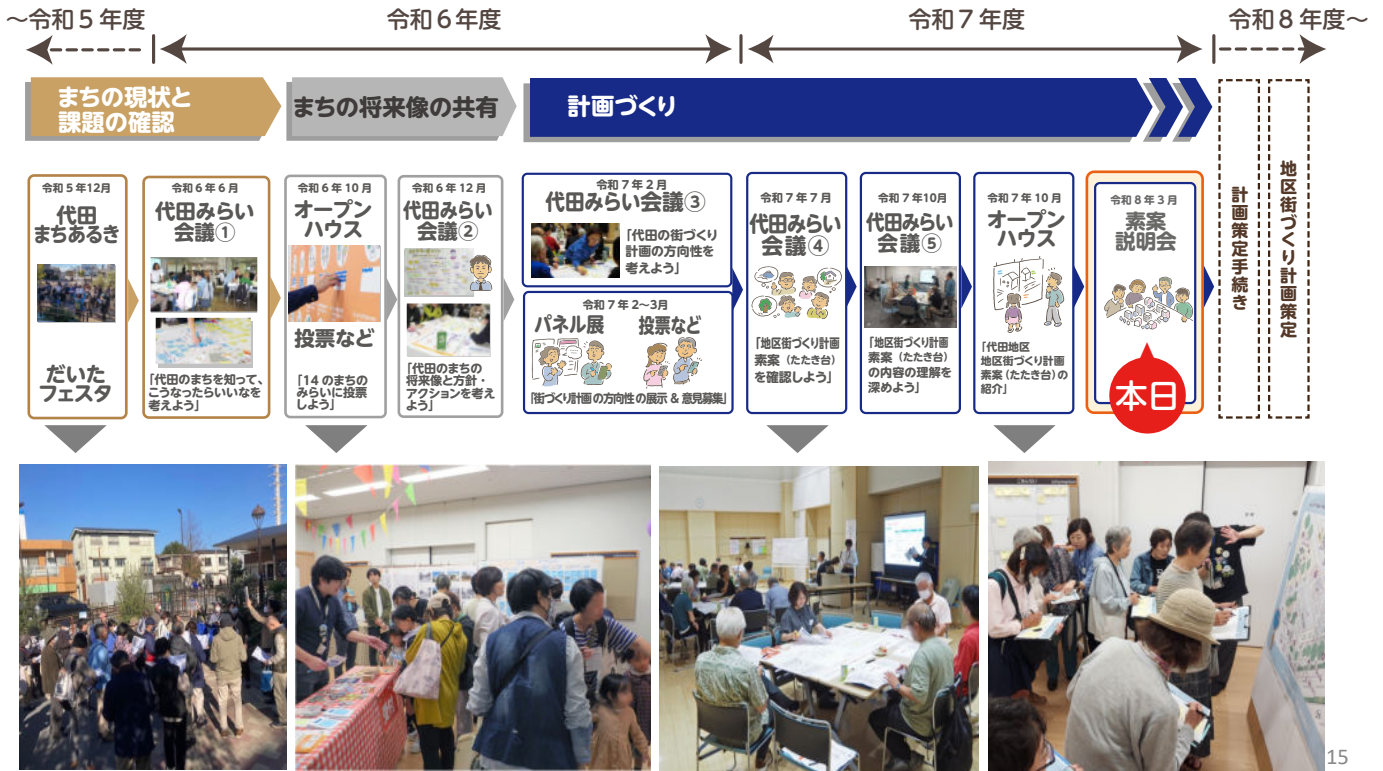 ～令和5年度
令和6年度
令和7年度
令和8年度～
まちの現状と
課題の確認
まちの将来像の共有
計画づくり
令和5年12月
代田
まちあるき
だいた
フェスタ
令和6年6月
代田みらい
会議①
「代田のまちを知って、
こうなったらいいなを
考えよう」
令和6年10月
オープン
ハウス
投票など
「14のまちの
みらいに投票
しよう」
令和6年12月
代田みらい
会議②
「代田のまちの
将来像と方針・
アクションを考え
よう」
令和7年2月
代田みらい会議③
「代田の街づくり
計画の方向性を
考えよう」
令和7年2～3月
パネル展
投票など
「街づくり計画の方向性の展示&意見募集」
令和7年7月
代田みらい
会議④
「地区街づくり計画
素案（たたき台）
を確認しよう」
令和7年10月
代田みらい
会議⑤
「地区街づくり計画
素案（たたき台）
の内容の理解を
深めよう」
令和7年10月
オープン
ハウス
「代田地区
地区街づくり計画
素案（たたき台）の
紹介」
令和8年3月
素案
説明会
本日
計画策定手続き
地区街づくり計画策定
15